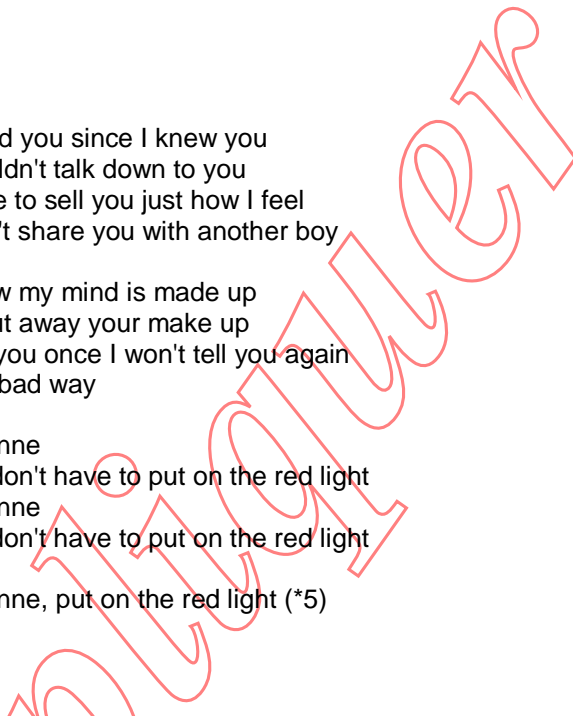 d you since I knew you
ldn't talk down to you
e to sell you just how I feel
't share you with another boy
w my mind is made up
ut away your make up
you once I won't tell you again
bad way
nne
don't have to put on the red light
nne
don't have to put on the red light
nne, put on the red light (*5)
pliquer